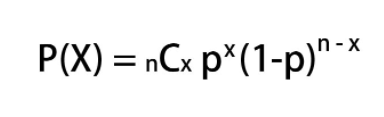 P(X) = ₙCₓ pˣ(1-p)ⁿ⁻ˣ